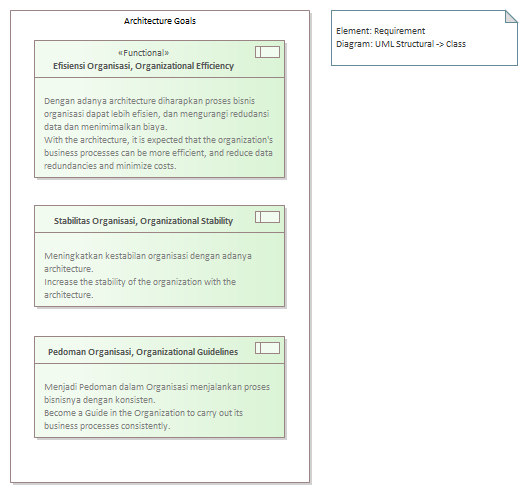 Architecture Goals
«Functional»
Efisiensi Organisasi, Organizational Efficiency
Dengan adanya architecture diharapkan proses bisnis
organisasi dapat lebih efisien, dan mengurangi redudansi
data dan menimimalkan biaya.
With the architecture, it is expected that the organization's
business processes can be more efficient, and reduce data
redundancies and minimize costs.
Stabilitas Organisasi, Organizational Stability
Meningkatkan kestabilan organisasi dengan adanya
architecture.
Increase the stability of the organization with the
architecture.
Pedoman Organisasi, Organizational Guidelines
Menjadi Pedoman dalam Organisasi menjalankan proses
bisnisnya dengan konsisten.
Become a Guide in the Organization to carry out its
business processes consistently.
Element: Requirement
Diagram: UML Structural -> Class